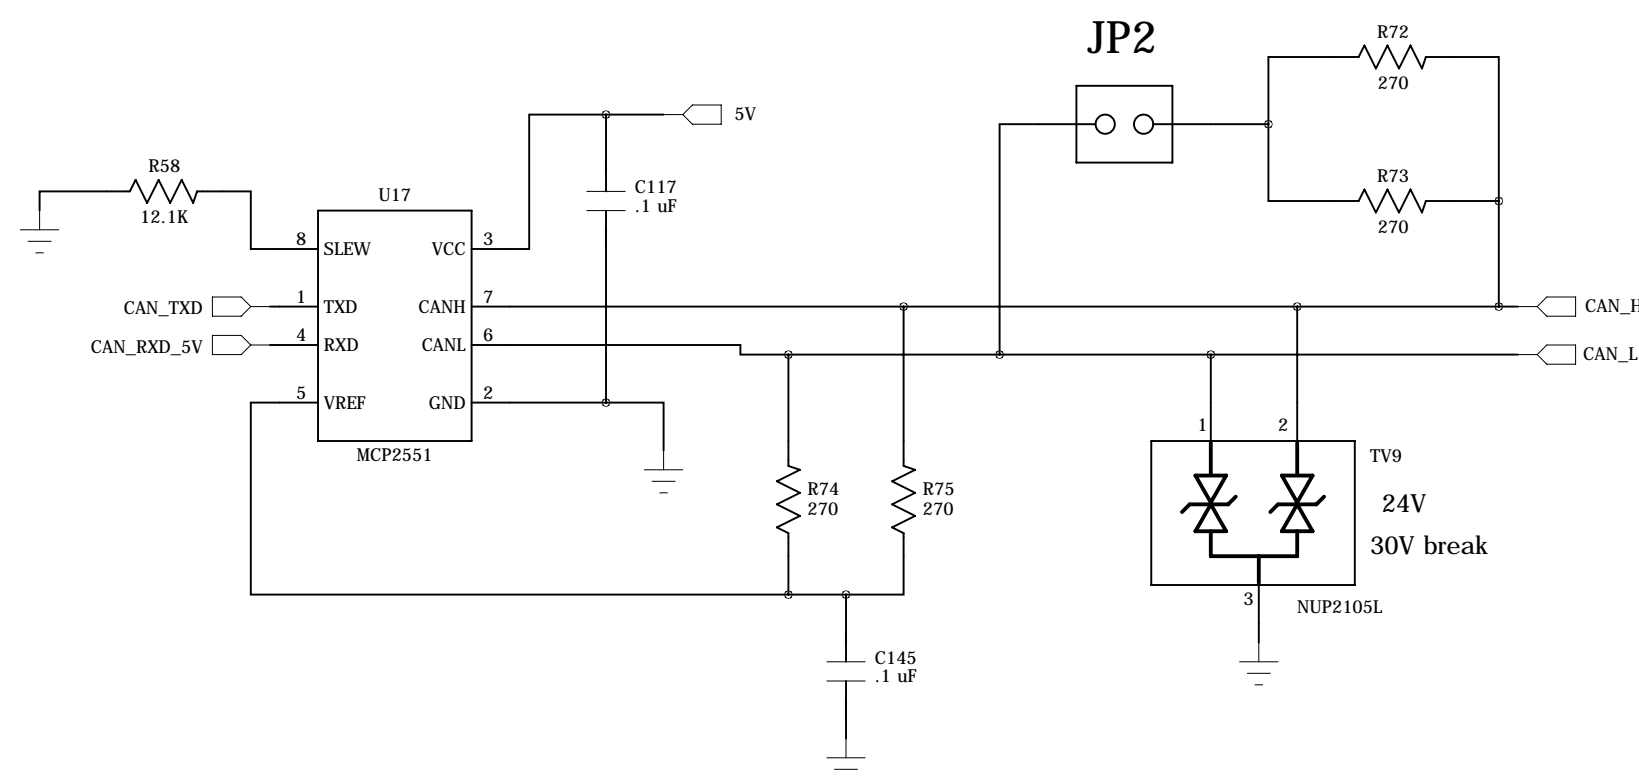 JP2
R72
270
5V
R58
12.1K
U17
C117
.1 uF
R73
270
8
SLEW
VCC
3
CAN_TXD
1
TXD
CANH
7
CAN_H
CAN_RXD_5V
4
RXD
CANL
6
CAN_L
5
VREF
GND
2
MCP2551
1
2
TV9
R74
270
R75
270
24V
30V break
3
NUP2105L
C145
.1 uF